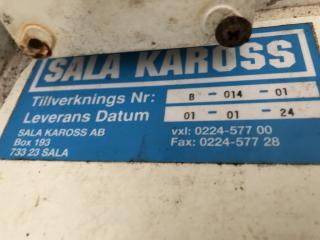 SALA KAROSS
Tillverknings Nr: B - 014 - 01
Leverans Datum 01 - 01 - 24
SALA KAROSS AB vxl: 0224-577 00
Box 193 Fax: 0224-577 28
733 23 SALA